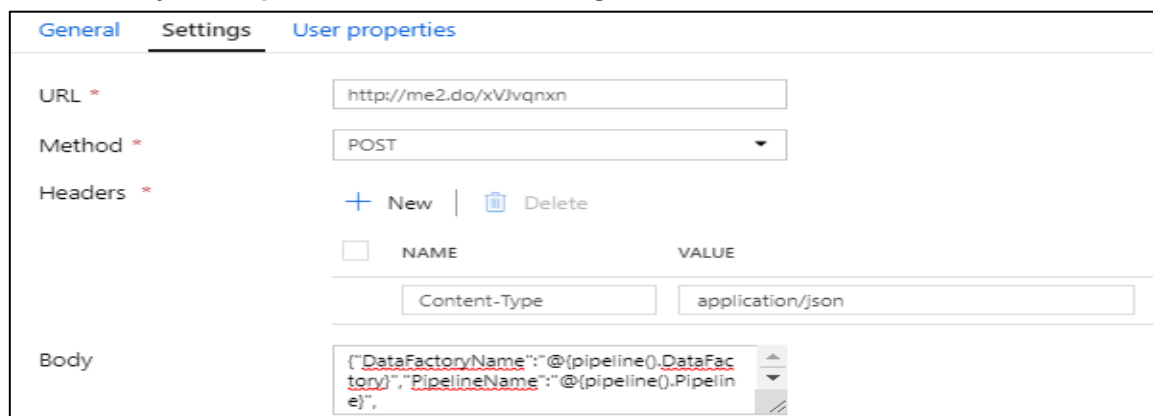 General Settings User properties
URL *
http://me2.do/xVJvqnxn
Method *
POST
Headers *
+ New | Delete
NAME VALUE
Content-Type application/json
Body
{"DataFactoryName":"@{pipeline().DataFac
tory}","PipelineName":"@{pipeline().Pipelin
e}",